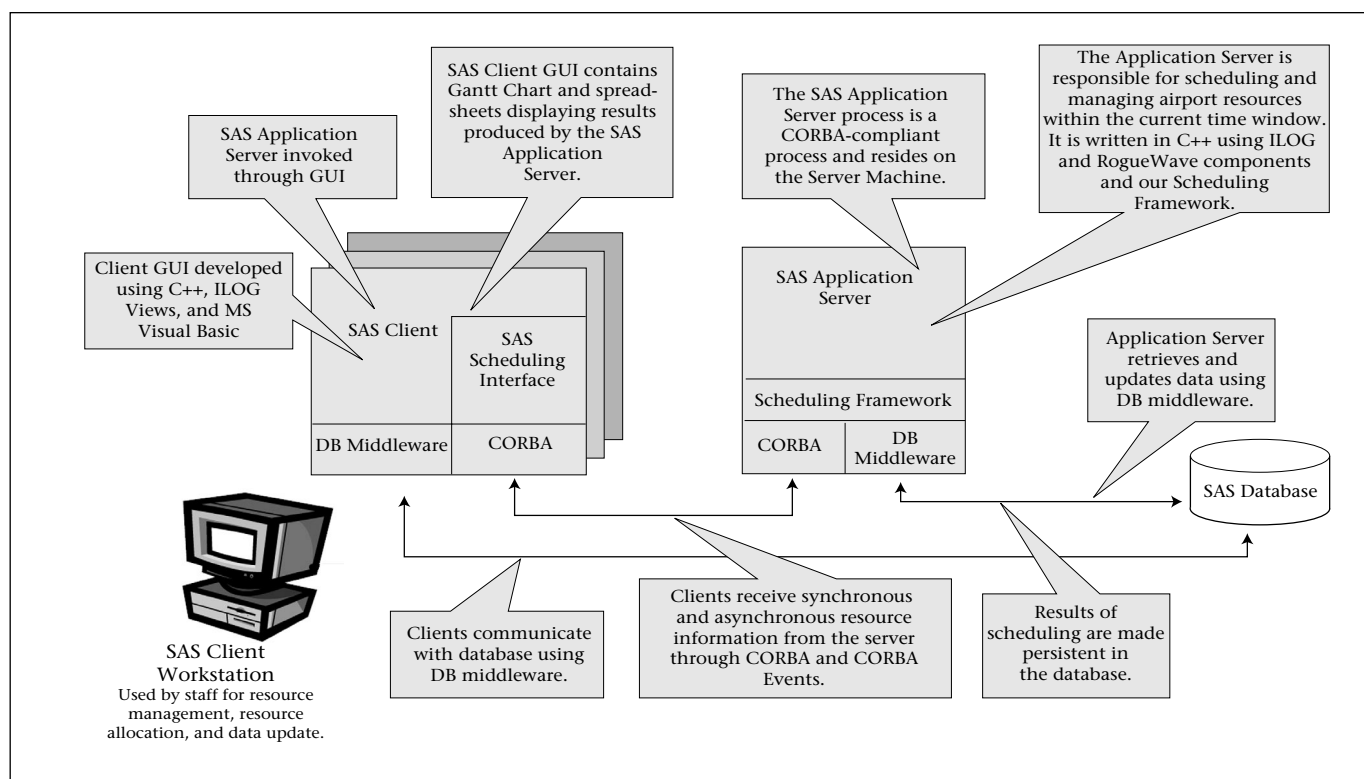 SAS Client GUI contains
Gantt Chart and spread-
sheets displaying results
produced by the SAS
Application
Server.
SAS Application
Server invoked
through GUI
Client GUI developed
using C++, ILOG
Views, and MS
Visual Basic
The SAS Application
Server process is a
CORBA-compliant
process and resides on
the Server Machine.
The Application Server is
responsible for scheduling and
managing airport resources
within the current time window.
It is written in C++ using ILOG
and RogueWave components
and our Scheduling
Framework.
SAS Client
SAS
Scheduling
Interface
DB Middleware
CORBA
SAS Application
Server
Scheduling Framework
CORBA
DB
Middleware
Application Server
retrieves and
updates data using
DB middleware.
SAS Database
SAS Client
Workstation
Used by staff for resource
management, resource
allocation, and data update.
Clients communicate
with database using
DB middleware.
Clients receive synchronous
and asynchronous resource
information from the server
through CORBA and CORBA
Events.
Results of
scheduling are made
persistent in
the database.